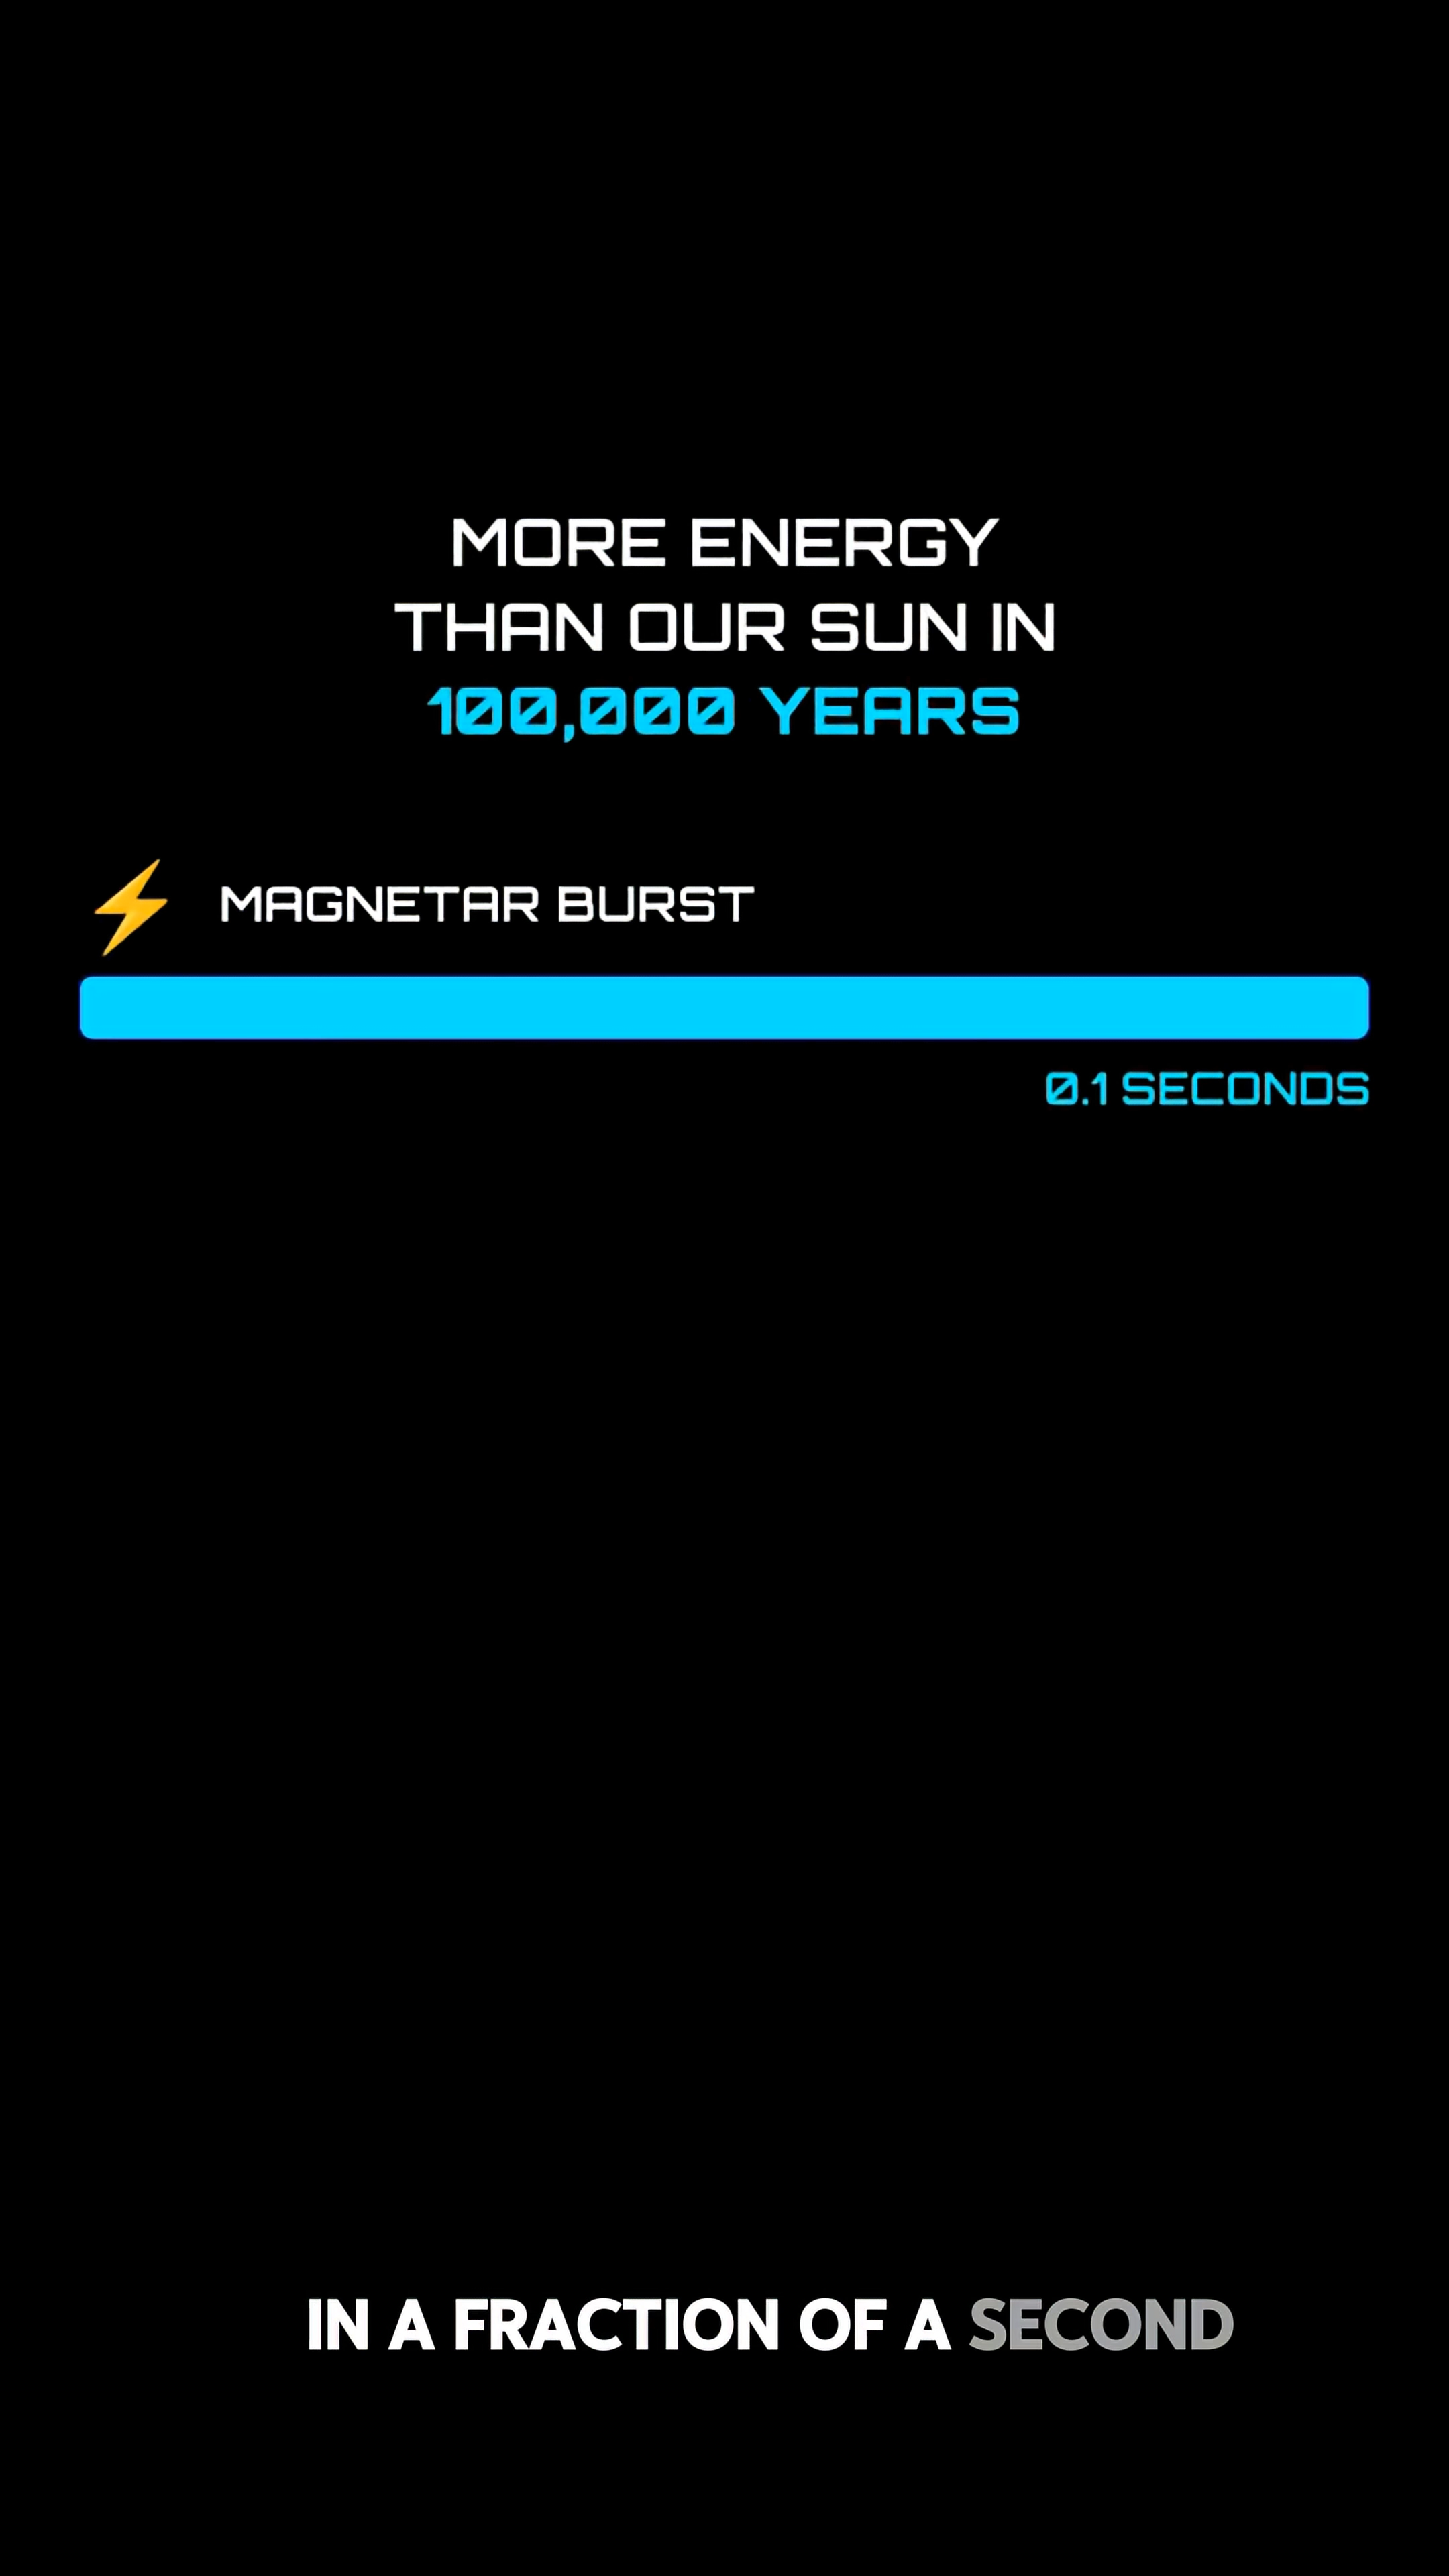 MORE ENERGY
THAN OUR SUN IN
100,000 YEARS
⚡ MAGNETAR BURST
0.1 SECONDS
IN A FRACTION OF A SECOND